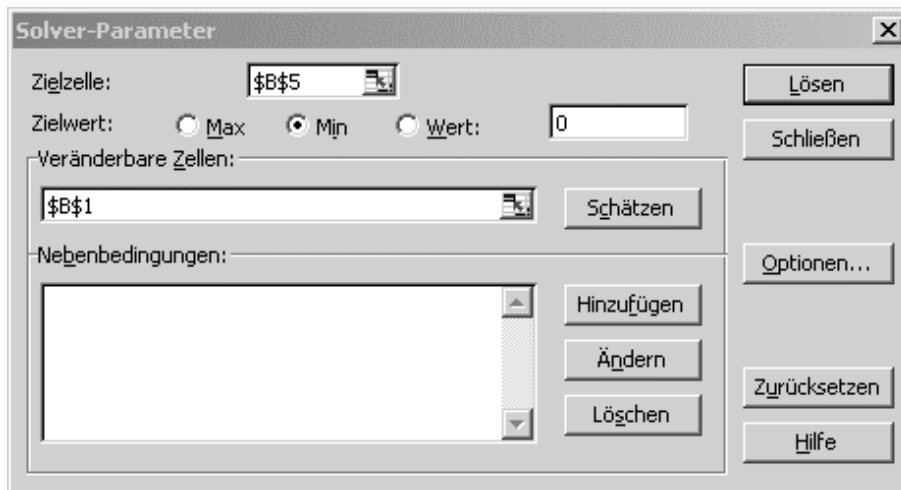 Solver-Parameter
Zielzelle: $B$5
Lösen
Zielwert: Max Min Wert: 0
Schließen
Veränderbare Zellen:
$B$1
Schätzen
Nebenbedingungen:
Optionen...
Hinzufügen
Ändern
Zurücksetzen
Löschen
Hilfe